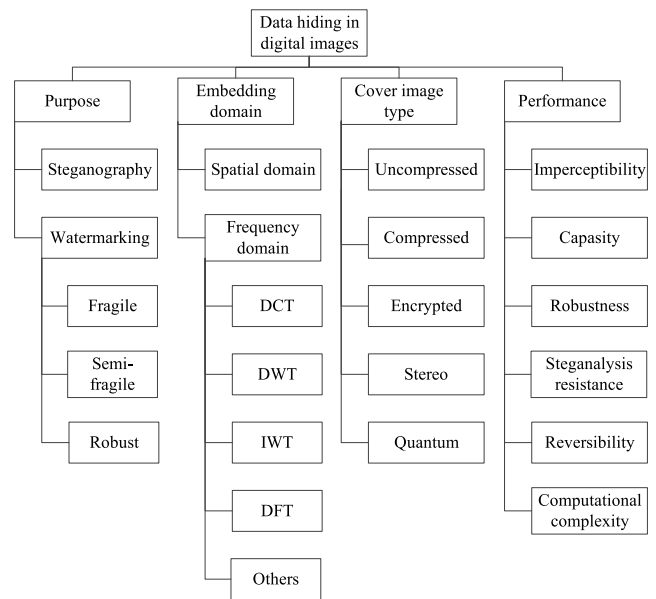 Data hiding in
digital images
Purpose
Steganography
Watermarking
Fragile
Semi-
fragile
Robust
Embedding
domain
Spatial domain
Frequency
domain
DCT
DWT
IWT
DFT
Others
Cover image
type
Uncompressed
Compressed
Encrypted
Stereo
Quantum
Performance
Imperceptibility
Capasity
Robustness
Steganalysis
resistance
Reversibility
Computational
complexity